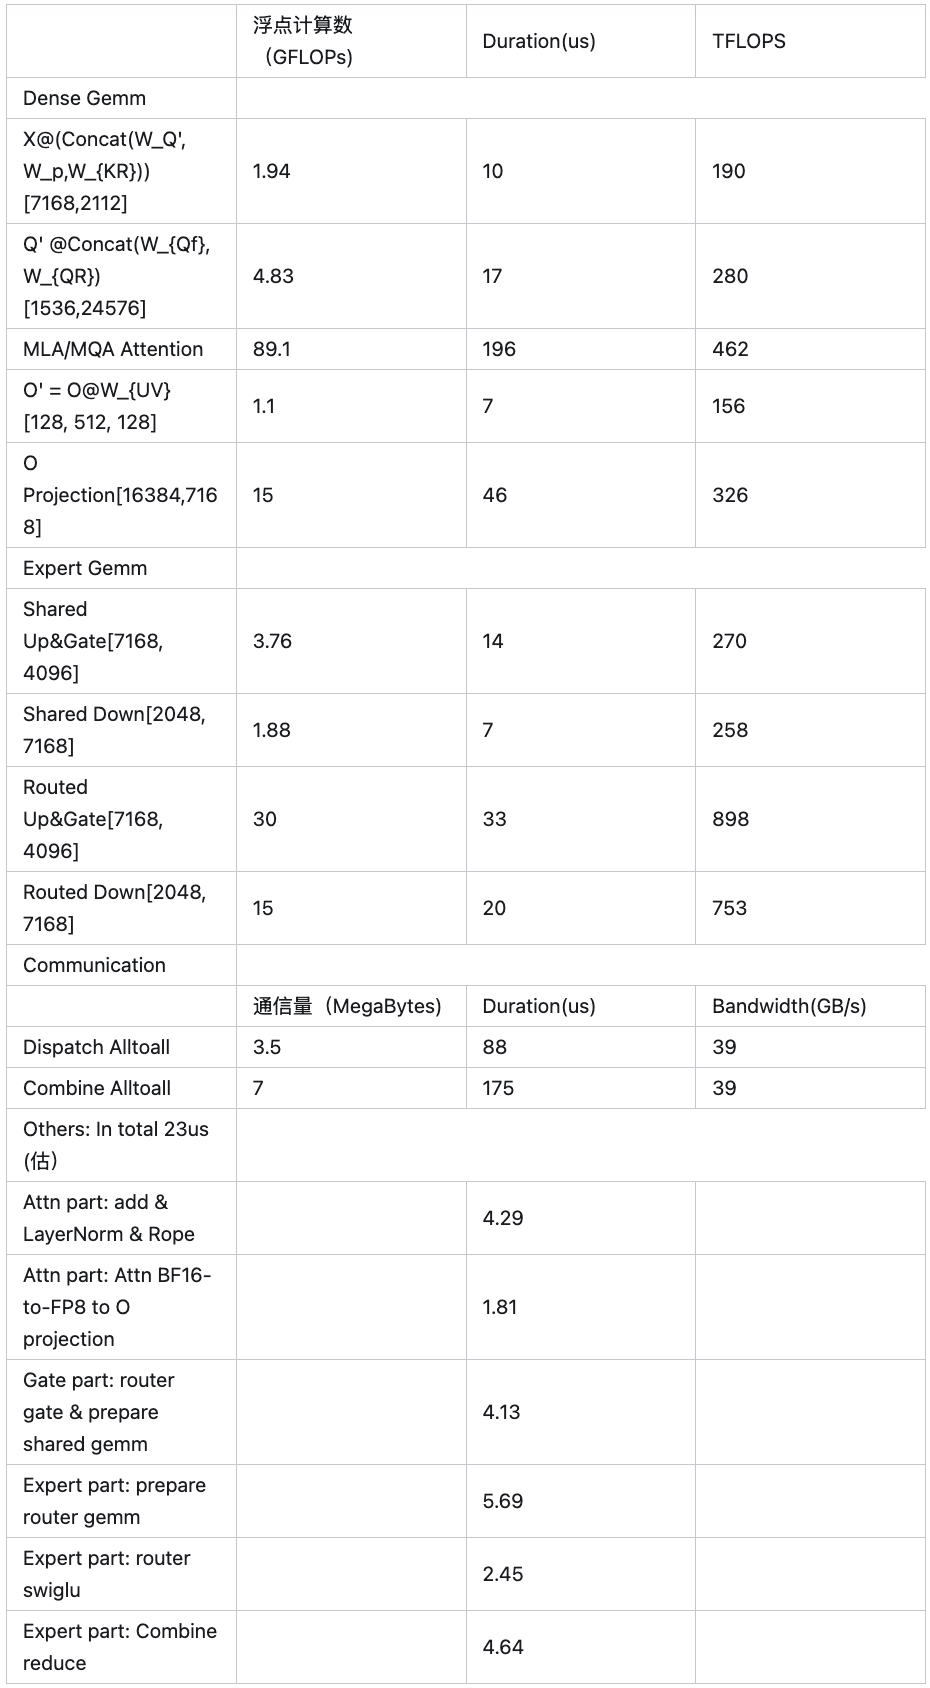 浮点计算数
（GFLOPs)
Duration(us)
TFLOPS
Dense Gemm
X@(Concat(W_Q',
W_p,W_{KR}))
[7168,2112]
1.94
10
190
Q' @Concat(W_{Qf},
W_{QR})
[1536,24576]
4.83
17
280
MLA/MQA Attention
89.1
196
462
O' = O@W_{UV}
[128, 512, 128]
1.1
7
156
O
Projection[16384,716
8]
15
46
326
Expert Gemm
Shared
Up&Gate[7168,
4096]
3.76
14
270
Shared Down[2048,
7168]
1.88
7
258
Routed
Up&Gate[7168,
4096]
30
33
898
Routed Down[2048,
7168]
15
20
753
Communication
通信量（MegaBytes)
Duration(us)
Bandwidth(GB/s)
Dispatch Alltoall
3.5
88
39
Combine Alltoall
7
175
39
Others: In total 23us
(估）
Attn part: add &
LayerNorm & Rope
4.29
Attn part: Attn BF16-
to-FP8 to O
projection
1.81
Gate part: router
gate & prepare
shared gemm
4.13
Expert part: prepare
router gemm
5.69
Expert part: router
swiglu
2.45
Expert part: Combine
reduce
4.64